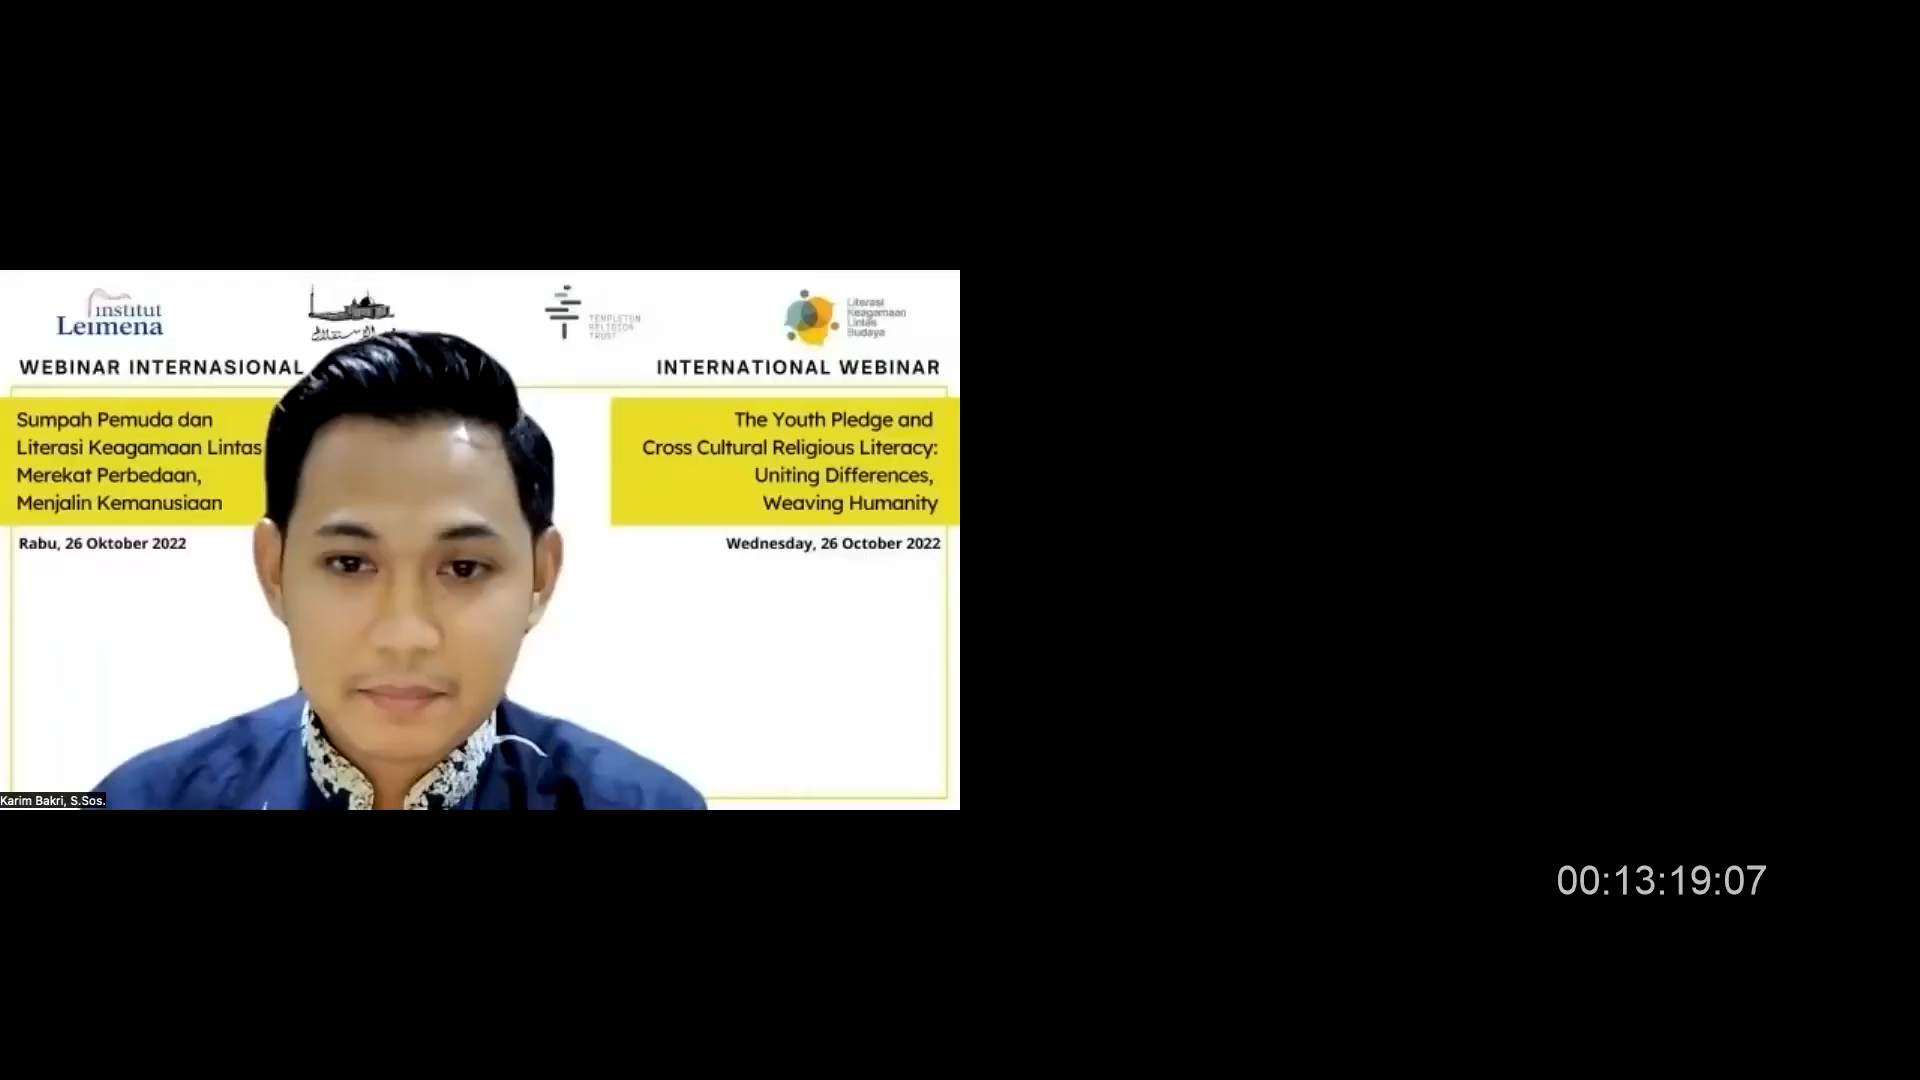 institut
Leimena
TEMPLETON
RELIGION
TRUST
Literasi
Keagamaan
Lintas
Budaya
WEBINAR INTERNASIONAL
INTERNATIONAL WEBINAR
Sumpah Pemuda dan
Literasi Keagamaan Lintas
Merekat Perbedaan,
Menjalin Kemanusiaan
Rabu, 26 Oktober 2022
The Youth Pledge and
Cross Cultural Religious Literacy:
Uniting Differences,
Weaving Humanity
Wednesday, 26 October 2022
Karim Bakri, S.Sos.
00:13:19:07